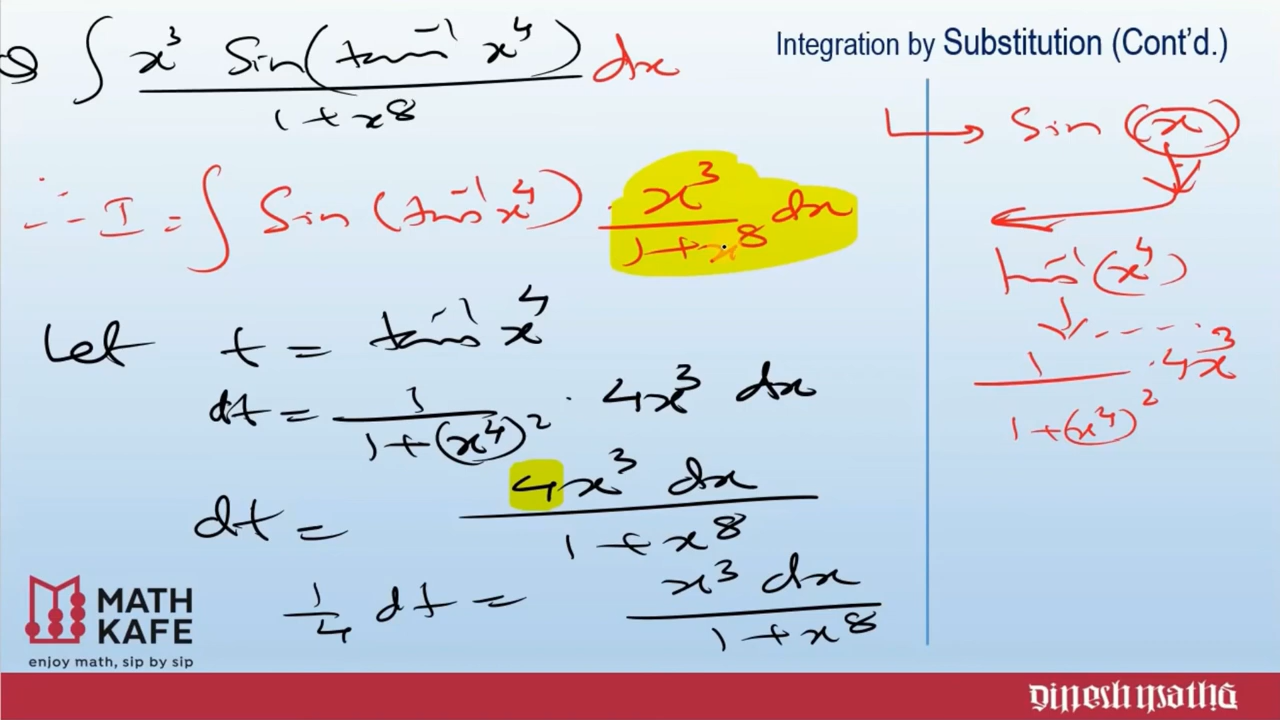 Integration by Substitution (Cont'd.)
Q ∫ x³ Sin(tan⁻¹ x⁴) / 1+x⁸ dx
∴ I = ∫ Sin(tan⁻¹x⁴) · x³ / 1+x⁸ dx
Let t = tan⁻¹ x⁴
dt = 1 / 1+(x⁴)² · 4x³ dx
dt = 4x³ dx / 1+x⁸
1/4 dt = x³ dx / 1+x⁸
→ Sin (x)
tan⁻¹(x⁴)
1 / 1+(x⁴)² · 4x³
MATH
KAFE
enjoy math, sip by sip
Dinesh Maths